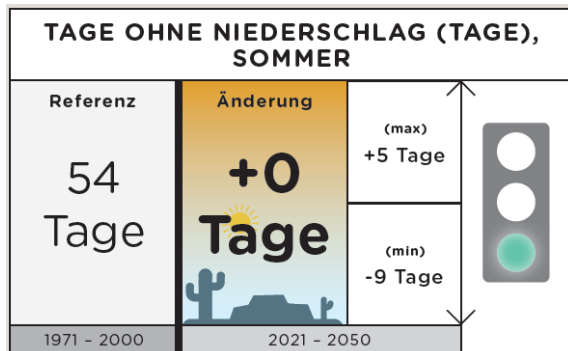 TAGE OHNE NIEDERSCHLAG (TAGE),
SOMMER
Referenz
54
Tage
Änderung
+0
Tage
(max)
+5 Tage
(min)
-9 Tage
1971 – 2000
2021 – 2050